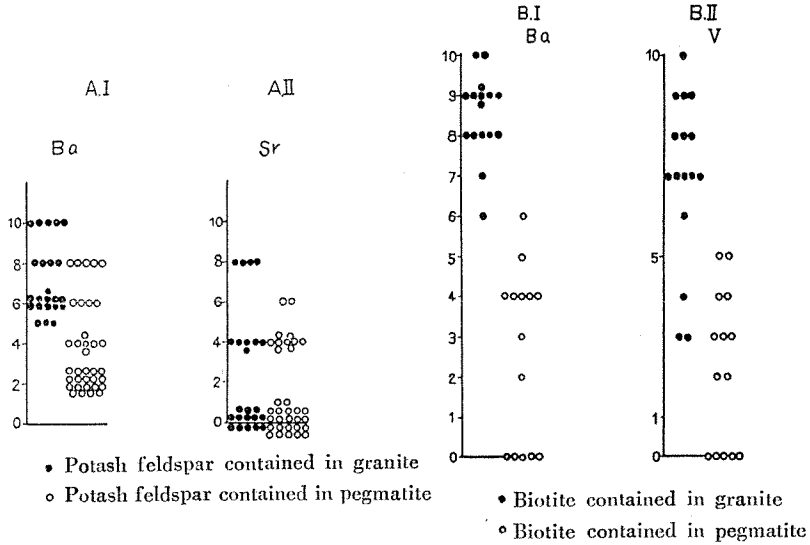 A.I
Ba
10
8
6
4
2
0
A.II
Sr
10
8
6
4
2
0
• Potash feldspar contained in granite
○ Potash feldspar contained in pegmatite
B.I
Ba
10
9
8
7
6
5
4
3
2
1
0
B.II
V
10
5
1
0
• Biotite contained in granite
○ Biotite contained in pegmatite